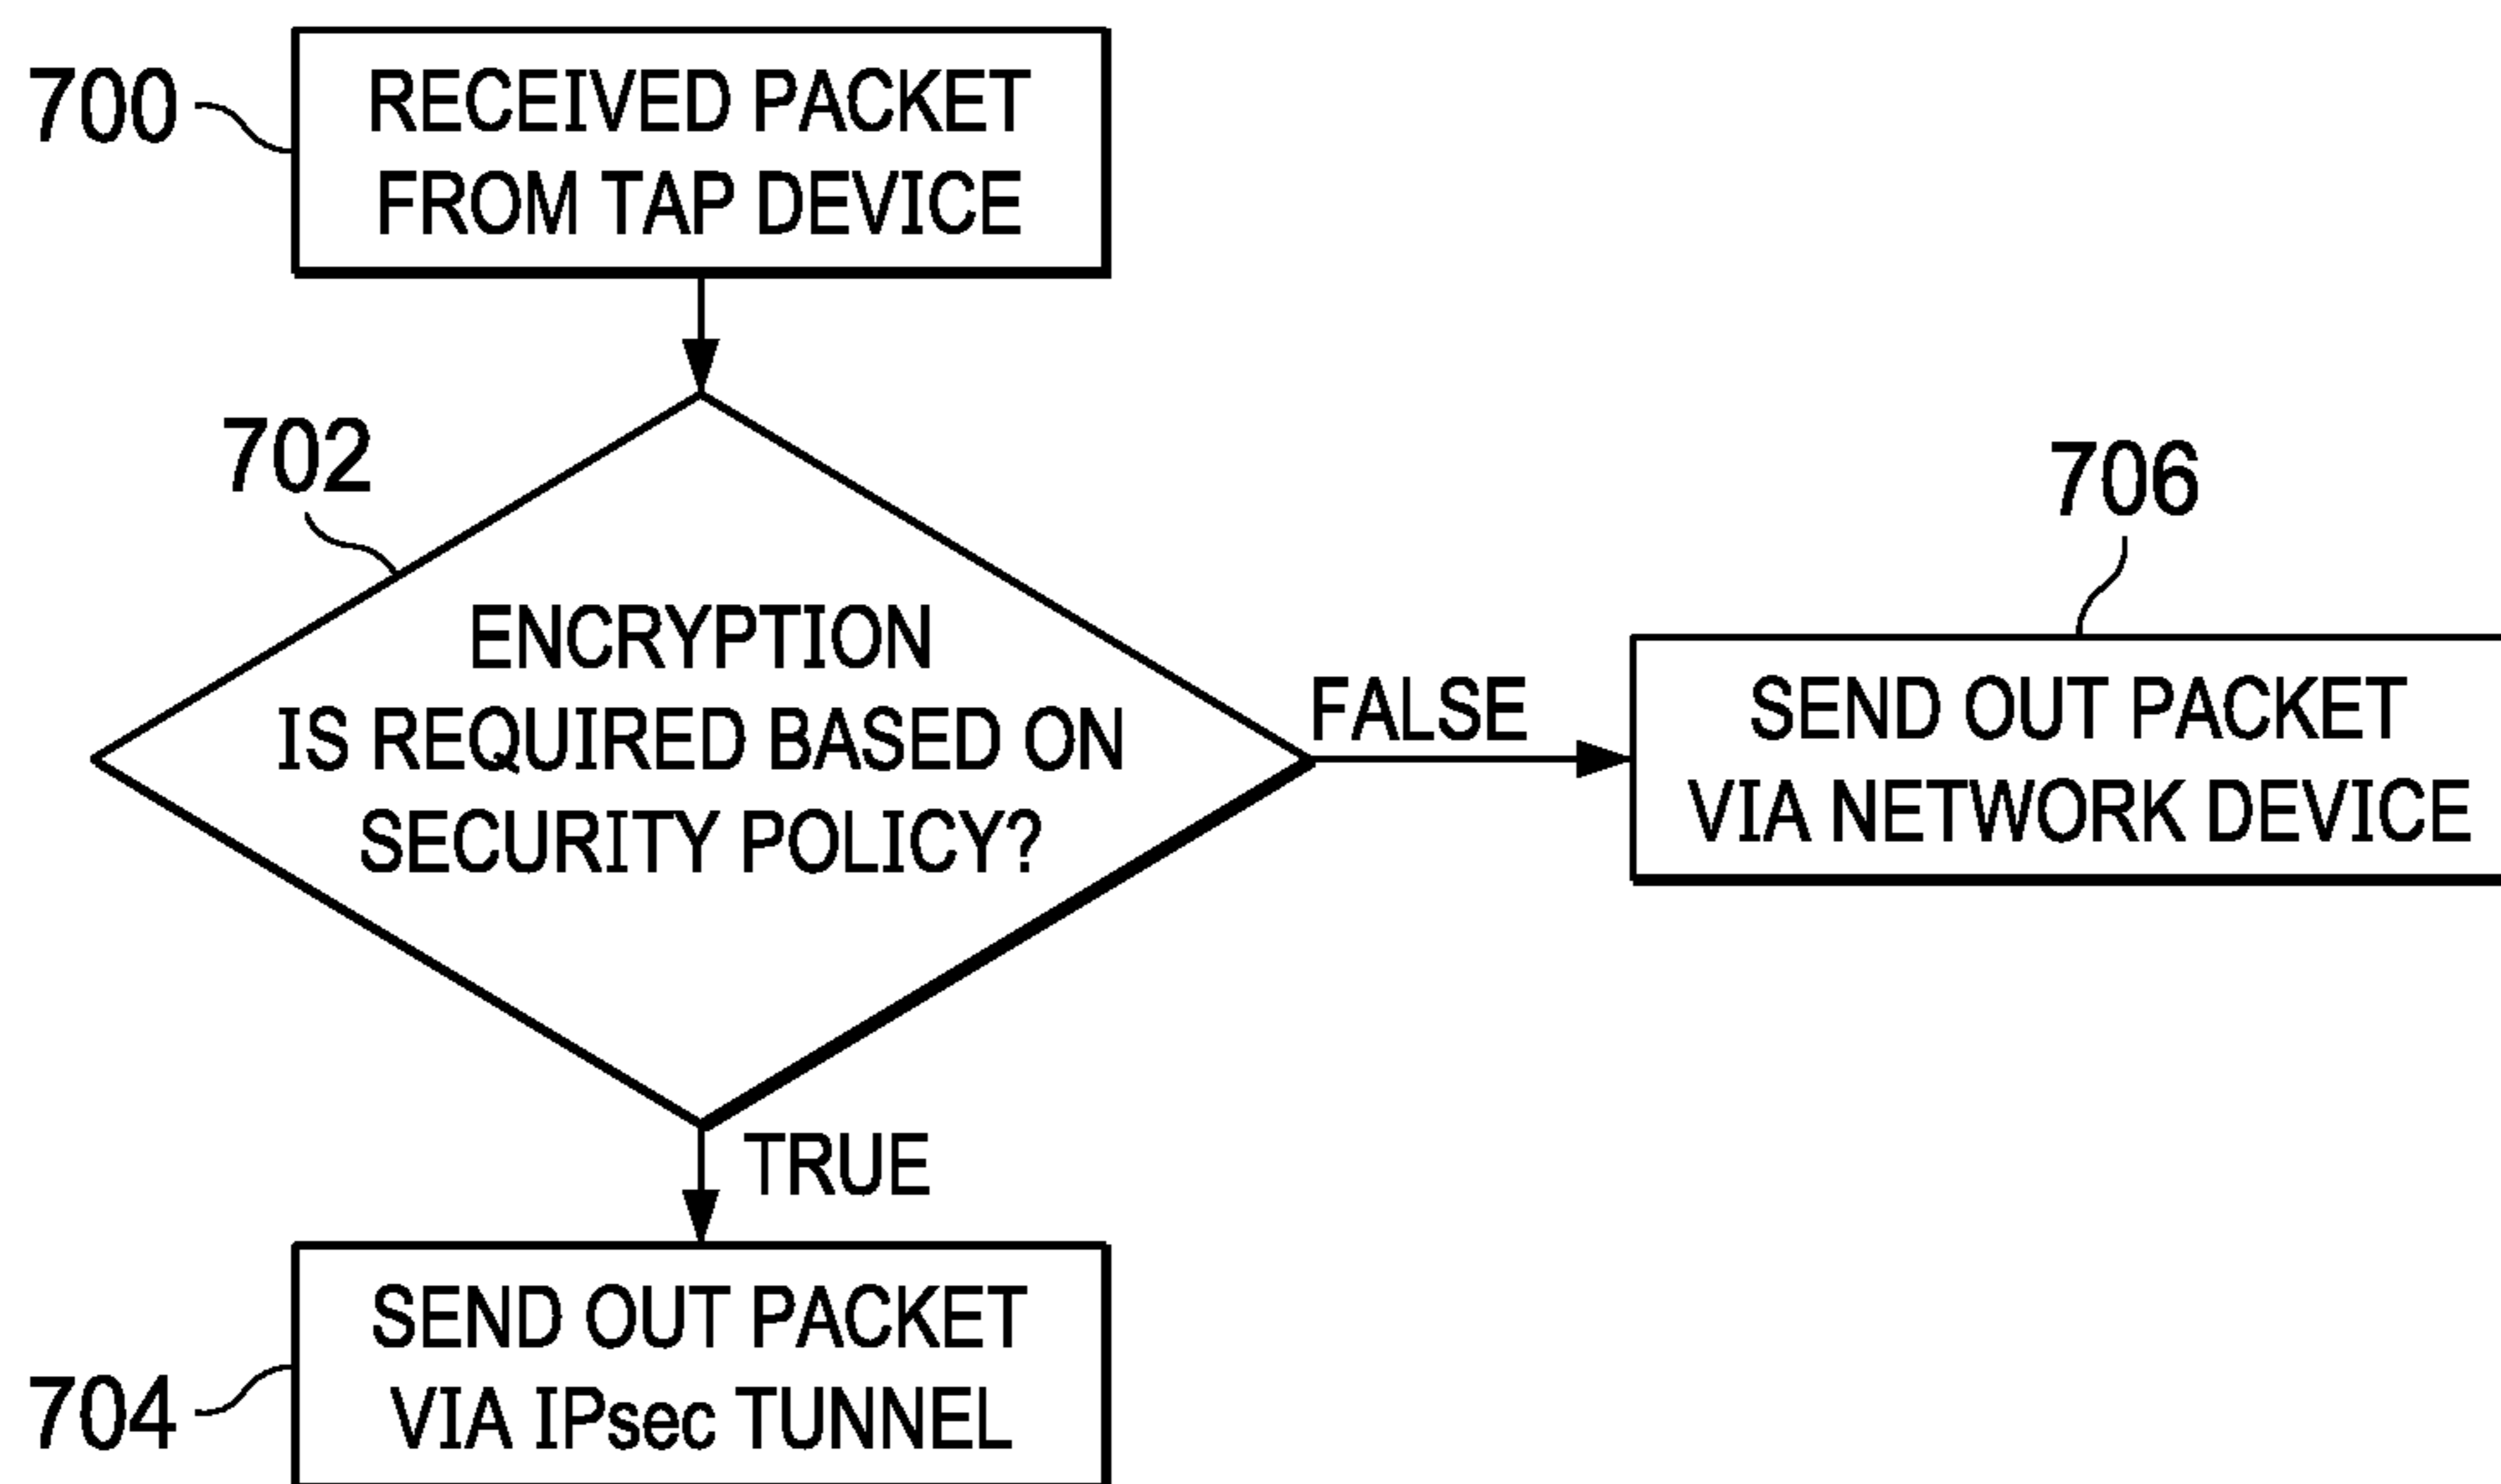 700
RECEIVED PACKET
FROM TAP DEVICE
702
ENCRYPTION
IS REQUIRED BASED ON
SECURITY POLICY?
FALSE
706
SEND OUT PACKET
VIA NETWORK DEVICE
TRUE
704
SEND OUT PACKET
VIA IPsec TUNNEL